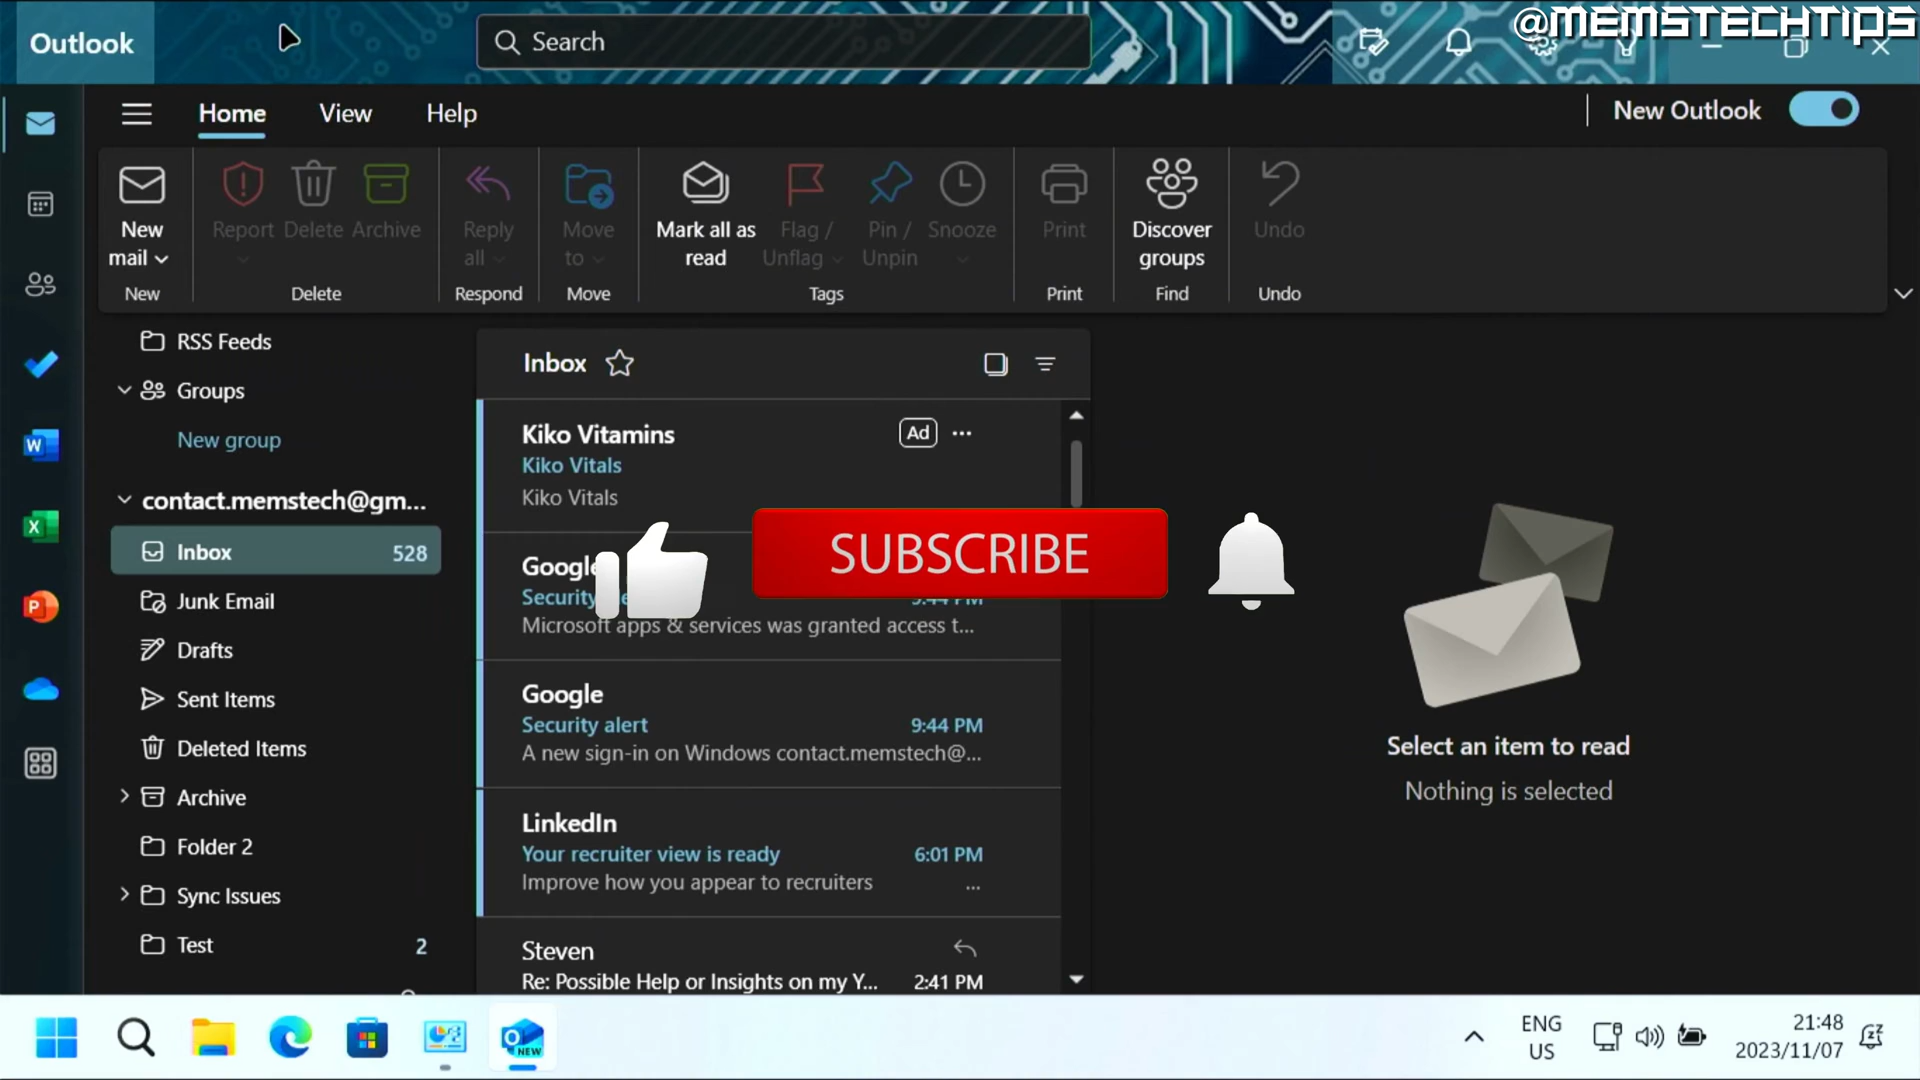 @MEMSTECHTIPS
Outlook
Search
Home
View
Help
New Outlook
New
mail
Report
Delete
Archive
Reply
all
Move
to
Mark all as
read
Flag /
Unflag
Pin /
Unpin
Snooze
Print
Discover
groups
Undo
New
Delete
Respond
Move
Tags
Print
Find
Undo
RSS Feeds
Groups
New group
contact.memstech@gm...
Inbox 528
Junk Email
Drafts
Sent Items
Deleted Items
Archive
Folder 2
Sync Issues
Test 2
Inbox
Kiko Vitamins Ad
Kiko Vitals
Kiko Vitals
SUBSCRIBE
Google
Security 9:44 PM
Microsoft apps & services was granted access t...
Google
Security alert 9:44 PM
A new sign-in on Windows contact.memstech@...
LinkedIn
Your recruiter view is ready 6:01 PM
Improve how you appear to recruiters ...
Steven
Re: Possible Help or Insights on my Y... 2:41 PM
Select an item to read
Nothing is selected
W
X
P
O
NEW
ENG
US
21:48
2023/11/07